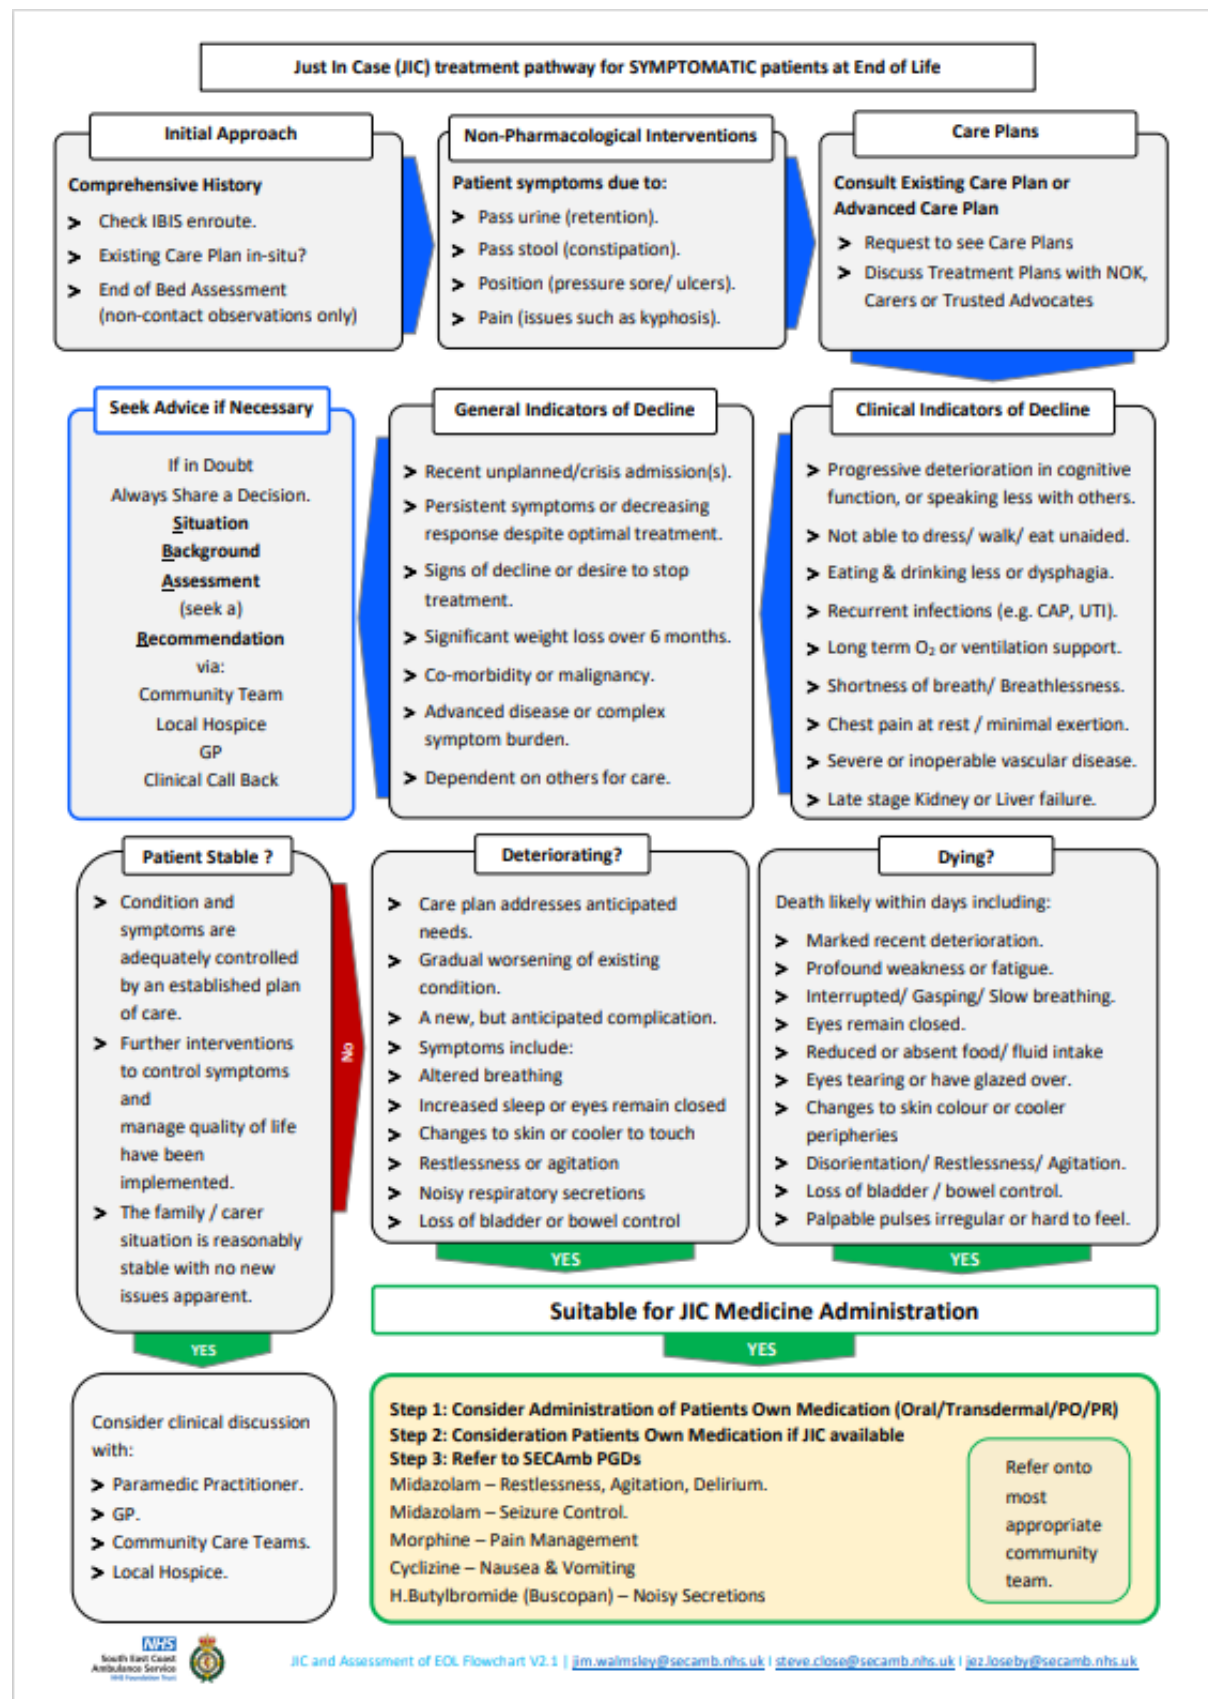 Just In Case (JIC) treatment pathway for SYMPTOMATIC patients at End of Life
Initial Approach
Comprehensive History
➤ Check IBIS enroute.
➤ Existing Care Plan in-situ?
➤ End of Bed Assessment
(non-contact observations only)
Non-Pharmacological Interventions
Patient symptoms due to:
➤ Pass urine (retention).
➤ Pass stool (constipation).
➤ Position (pressure sore/ ulcers).
➤ Pain (issues such as kyphosis).
Care Plans
Consult Existing Care Plan or
Advanced Care Plan
➤ Request to see Care Plans
➤ Discuss Treatment Plans with NOK,
Carers or Trusted Advocates
Clinical Indicators of Decline
➤ Progressive deterioration in cognitive
function, or speaking less with others.
➤ Not able to dress/ walk/ eat unaided.
➤ Eating & drinking less or dysphagia.
➤ Recurrent infections (e.g. CAP, UTI).
➤ Long term O₂ or ventilation support.
➤ Shortness of breath/ Breathlessness.
➤ Chest pain at rest / minimal exertion.
➤ Severe or inoperable vascular disease.
➤ Late stage Kidney or Liver failure.
General Indicators of Decline
➤ Recent unplanned/crisis admission(s).
➤ Persistent symptoms or decreasing
response despite optimal treatment.
➤ Signs of decline or desire to stop
treatment.
➤ Significant weight loss over 6 months.
➤ Co-morbidity or malignancy.
➤ Advanced disease or complex
symptom burden.
➤ Dependent on others for care.
Seek Advice if Necessary
If in Doubt
Always Share a Decision.
Situation
Background
Assessment
(seek a)
Recommendation
via:
Community Team
Local Hospice
GP
Clinical Call Back
Patient Stable ?
➤ Condition and
symptoms are
adequately controlled
by an established plan
of care.
➤ Further interventions
to control symptoms
and
manage quality of life
have been
implemented.
➤ The family / carer
situation is reasonably
stable with no new
issues apparent.
No
YES
Deteriorating?
➤ Care plan addresses anticipated
needs.
➤ Gradual worsening of existing
condition.
➤ A new, but anticipated complication.
➤ Symptoms include:
➤ Altered breathing
➤ Increased sleep or eyes remain closed
➤ Changes to skin or cooler to touch
➤ Restlessness or agitation
➤ Noisy respiratory secretions
➤ Loss of bladder or bowel control
YES
Dying?
Death likely within days including:
➤ Marked recent deterioration.
➤ Profound weakness or fatigue.
➤ Interrupted/ Gasping/ Slow breathing.
➤ Eyes remain closed.
➤ Reduced or absent food/ fluid intake
➤ Eyes tearing or have glazed over.
➤ Changes to skin colour or cooler
peripheries
➤ Disorientation/ Restlessness/ Agitation.
➤ Loss of bladder / bowel control.
➤ Palpable pulses irregular or hard to feel.
YES
Suitable for JIC Medicine Administration
YES
Consider clinical discussion
with:
➤ Paramedic Practitioner.
➤ GP.
➤ Community Care Teams.
➤ Local Hospice.
Step 1: Consider Administration of Patients Own Medication (Oral/Transdermal/PO/PR)
Step 2: Consideration Patients Own Medication if JIC available
Step 3: Refer to SECAmb PGDs
Midazolam – Restlessness, Agitation, Delirium.
Midazolam – Seizure Control.
Morphine – Pain Management
Cyclizine – Nausea & Vomiting
H.Butylbromide (Buscopan) – Noisy Secretions
Refer onto
most
appropriate
community
team.
NHS
South East Coast
Ambulance Service
NHS Foundation Trust
JIC and Assessment of EOL Flowchart V2.1 | jim.walmsley@secamb.nhs.uk I steve.close@secamb.nhs.uk I jez.loseby@secamb.nhs.uk